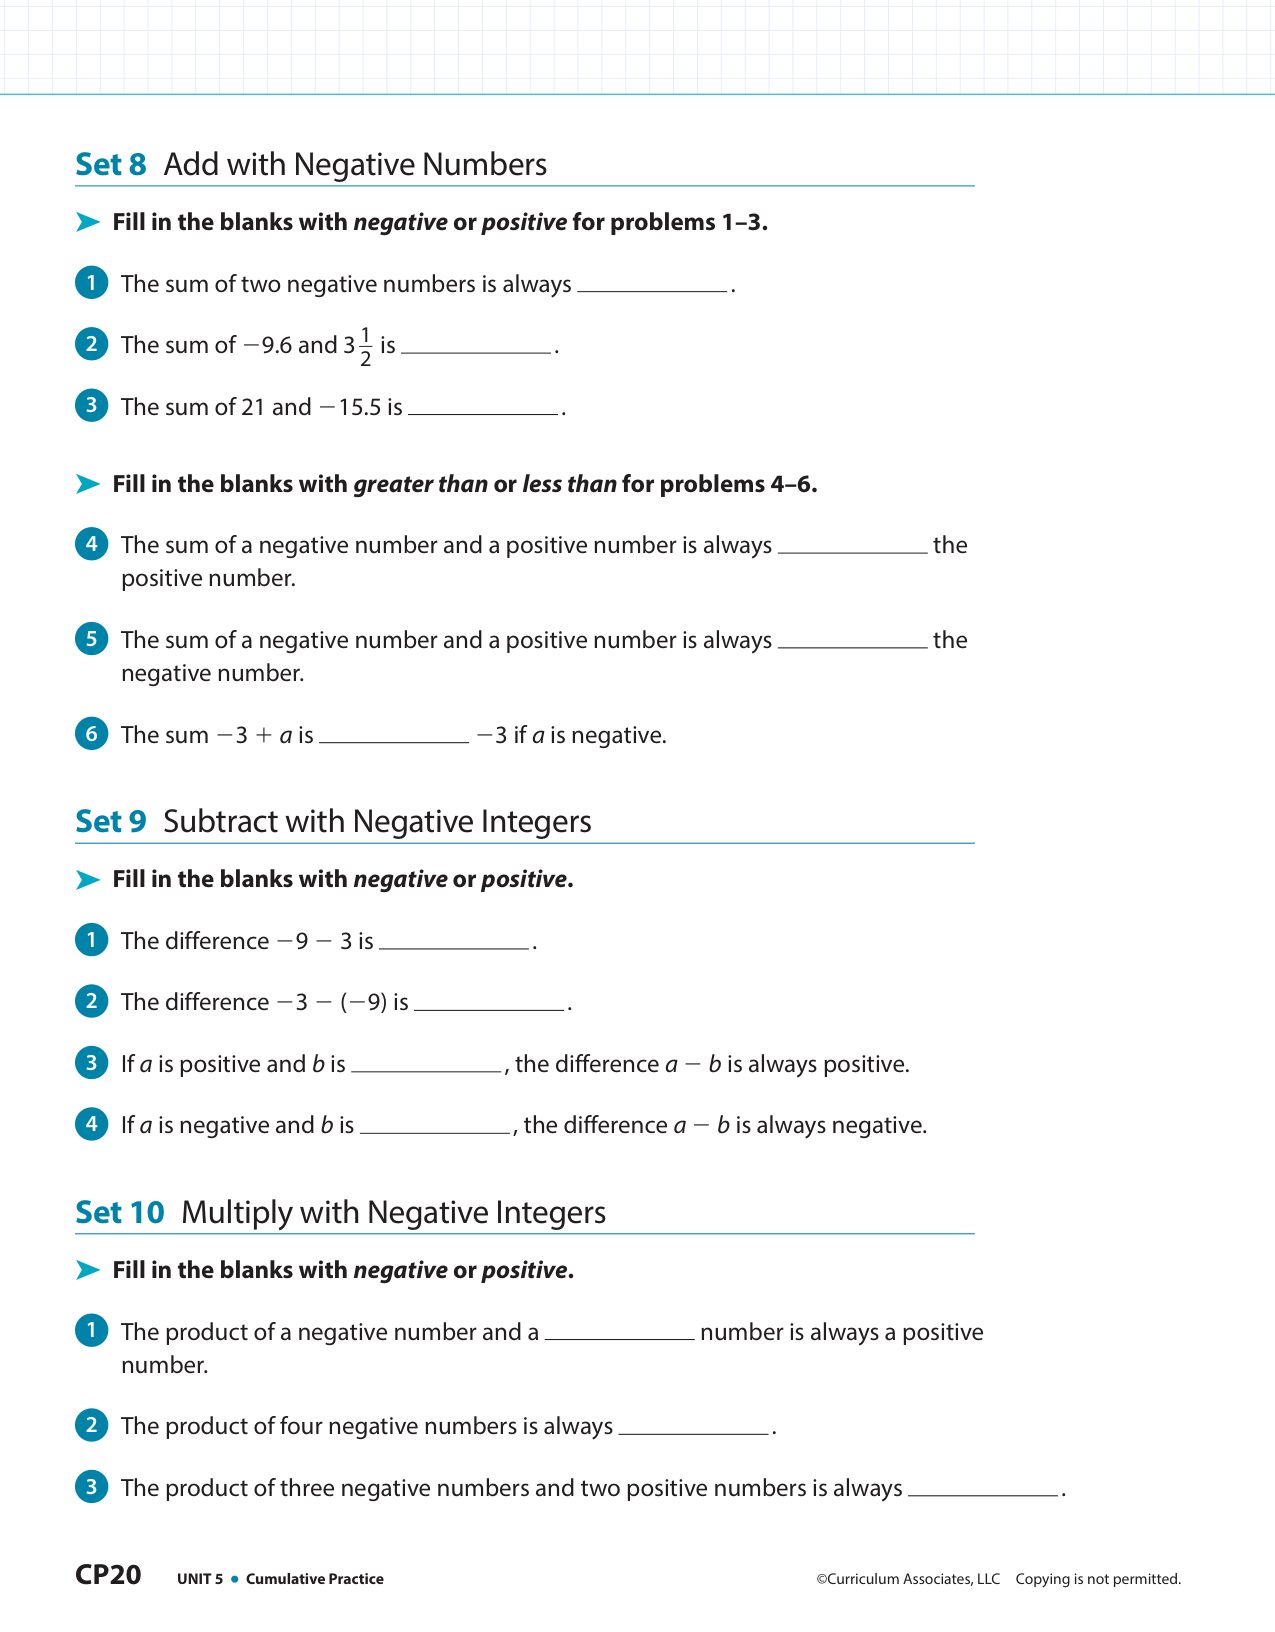 Set 8 Add with Negative Numbers
Fill in the blanks with negative or positive for problems 1–3.
1 The sum of two negative numbers is always ____________ .
2 The sum of −9.6 and 3 1/2 is ____________ .
3 The sum of 21 and −15.5 is ____________ .
Fill in the blanks with greater than or less than for problems 4–6.
4 The sum of a negative number and a positive number is always ____________ the
positive number.
5 The sum of a negative number and a positive number is always ____________ the
negative number.
6 The sum −3 + a is ____________ −3 if a is negative.
Set 9 Subtract with Negative Integers
Fill in the blanks with negative or positive.
1 The difference −9 − 3 is ____________ .
2 The difference −3 − (−9) is ____________ .
3 If a is positive and b is ____________ , the difference a − b is always positive.
4 If a is negative and b is ____________ , the difference a − b is always negative.
Set 10 Multiply with Negative Integers
Fill in the blanks with negative or positive.
1 The product of a negative number and a ____________ number is always a positive
number.
2 The product of four negative numbers is always ____________ .
3 The product of three negative numbers and two positive numbers is always ____________ .
CP20 UNIT 5 • Cumulative Practice ©Curriculum Associates, LLC Copying is not permitted.